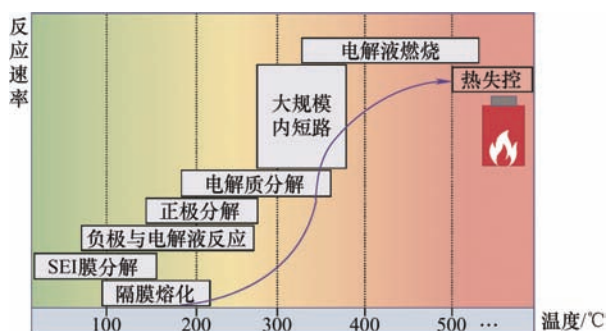 反应速率
电解液燃烧
热失控
大规模
内短路
电解质分解
正极分解
负极与电解液反应
SEI膜分解
隔膜熔化
100
200
300
400
500
…
温度/℃